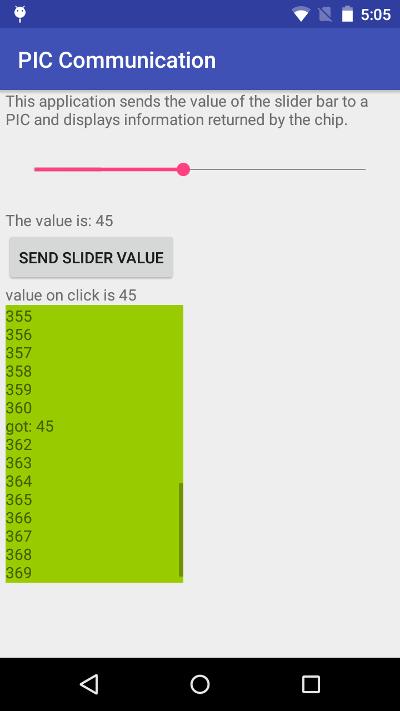 5:05
PIC Communication
This application sends the value of the slider bar to a
PIC and displays information returned by the chip.
The value is: 45
SEND SLIDER VALUE
value on click is 45
355
356
357
358
359
360
got: 45
362
363
364
365
366
367
368
369